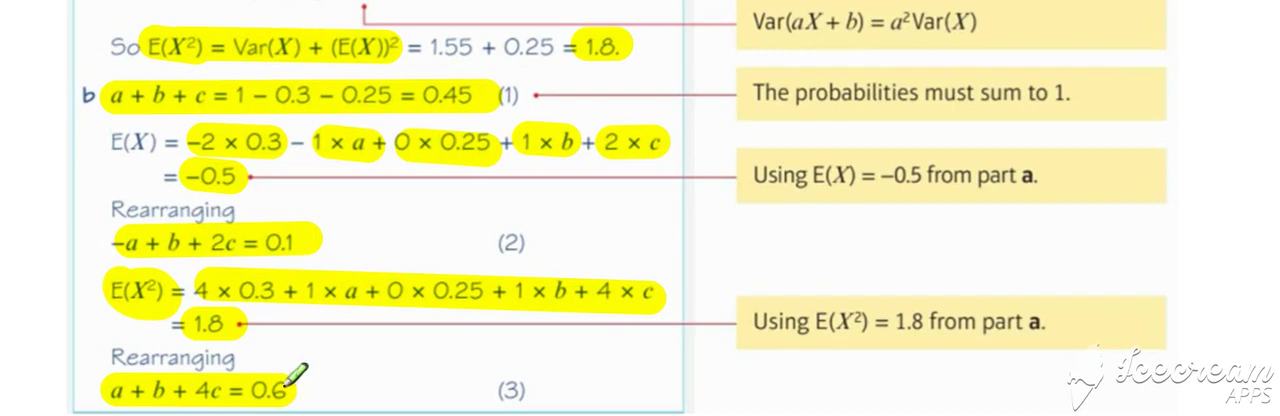 Var(aX + b) = a²Var(X)
So E(X²) = Var(X) + (E(X))² = 1.55 + 0.25 = 1.8.
b a + b + c = 1 − 0.3 − 0.25 = 0.45 (1)
The probabilities must sum to 1.
E(X) = −2 × 0.3 − 1 × a + 0 × 0.25 + 1 × b + 2 × c
= −0.5
Using E(X) = −0.5 from part a.
Rearranging
−a + b + 2c = 0.1 (2)
E(X²) = 4 × 0.3 + 1 × a + 0 × 0.25 + 1 × b + 4 × c
= 1.8
Using E(X²) = 1.8 from part a.
Rearranging
a + b + 4c = 0.6 (3)
Icecream
APPS